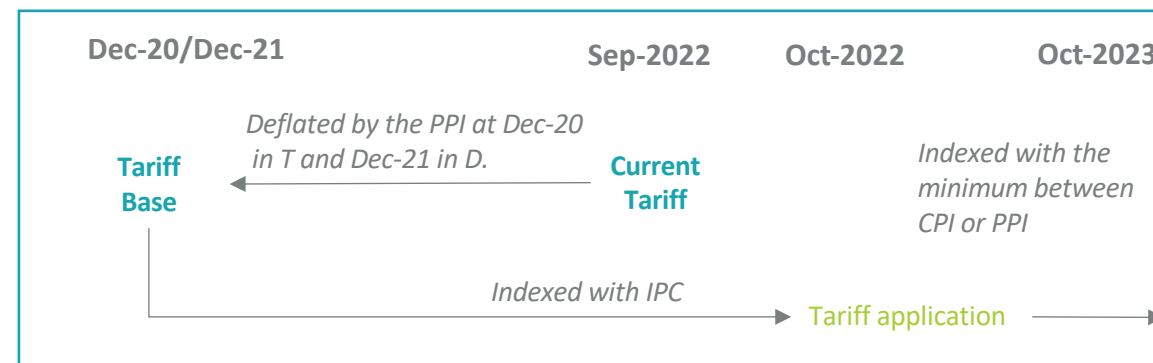 Dec-20/Dec-21
Sep-2022
Oct-2022
Oct-2023
Deflated by the PPI at Dec-20
in T and Dec-21 in D.
Tariff
Base
Current
Tariff
Indexed with the
minimum between
CPI or PPI
Indexed with IPC
Tariff application